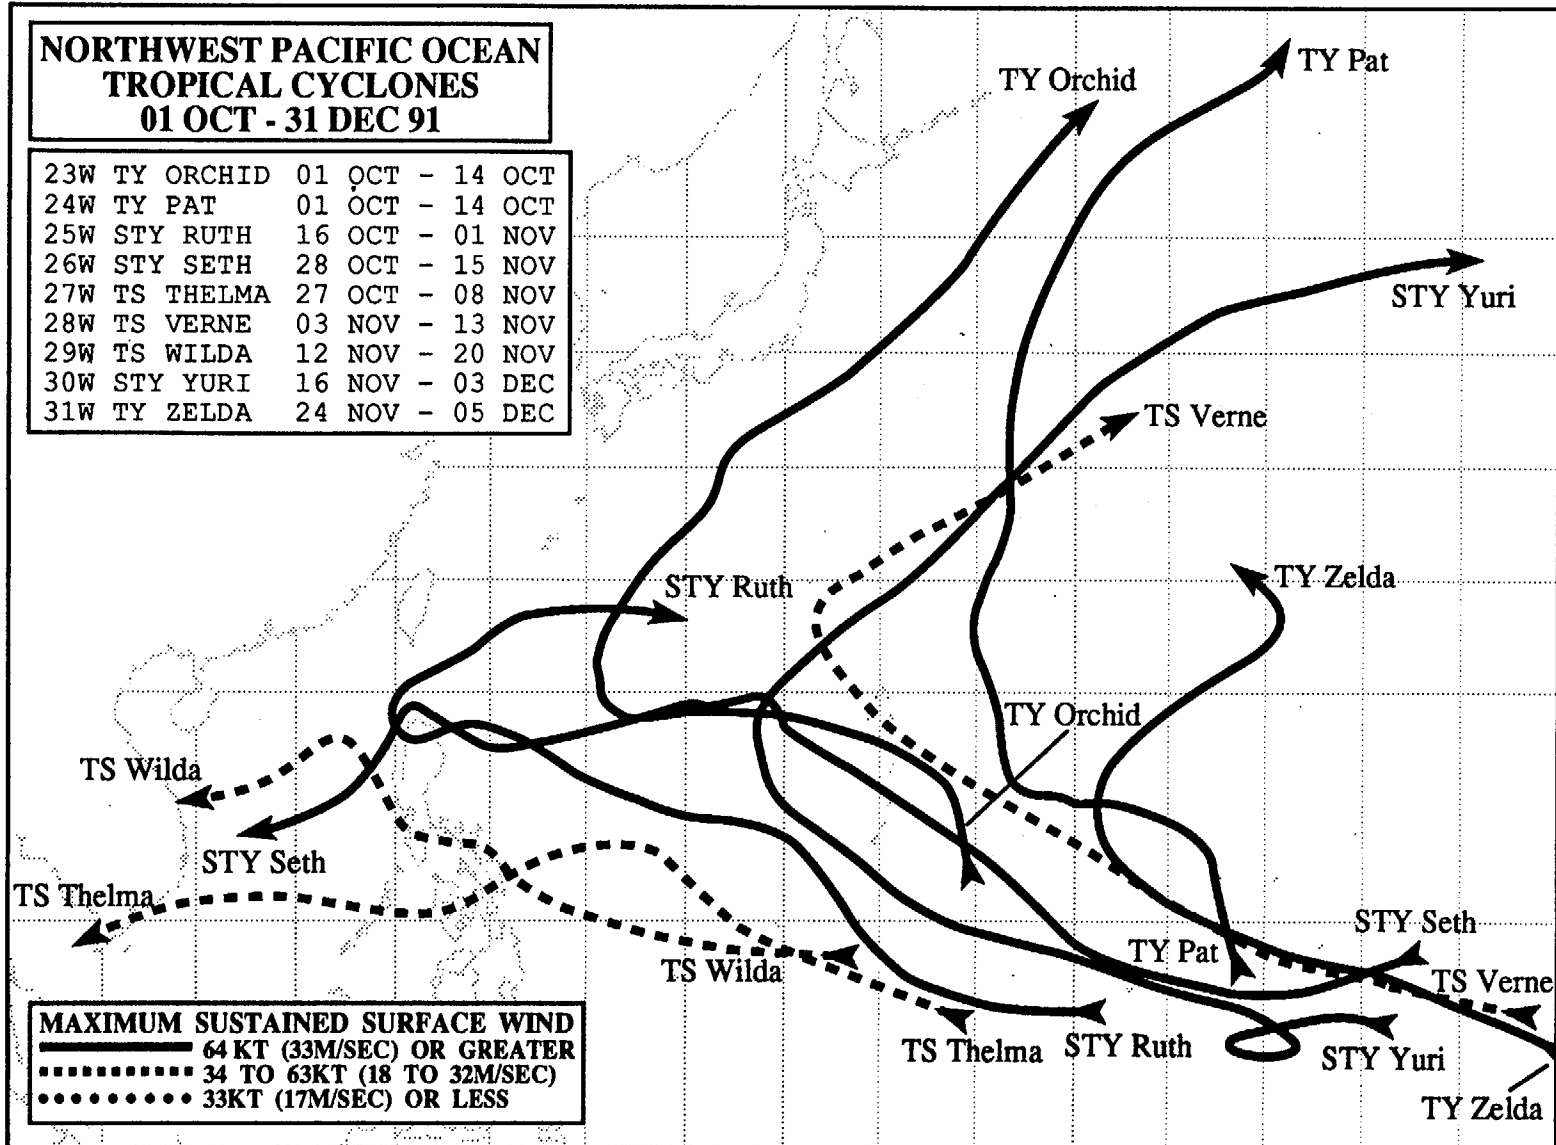 NORTHWEST PACIFIC OCEAN
TROPICAL CYCLONES
01 OCT - 31 DEC 91
23W TY ORCHID 01 OCT - 14 OCT
24W TY PAT 01 OCT - 14 OCT
25W STY RUTH 16 OCT - 01 NOV
26W STY SETH 28 OCT - 15 NOV
27W TS THELMA 27 OCT - 08 NOV
28W TS VERNE 03 NOV - 13 NOV
29W TS WILDA 12 NOV - 20 NOV
30W STY YURI 16 NOV - 03 DEC
31W TY ZELDA 24 NOV - 05 DEC
TY Orchid
TY Pat
STY Yuri
TS Verne
STY Ruth
TY Zelda
TY Orchid
TS Wilda
STY Seth
TS Thelma
TS Wilda
TY Pat
STY Seth
TS Verne
TS Thelma
STY Ruth
STY Yuri
TY Zelda
MAXIMUM SUSTAINED SURFACE WIND
64 KT (33M/SEC) OR GREATER
34 TO 63KT (18 TO 32M/SEC)
33KT (17M/SEC) OR LESS